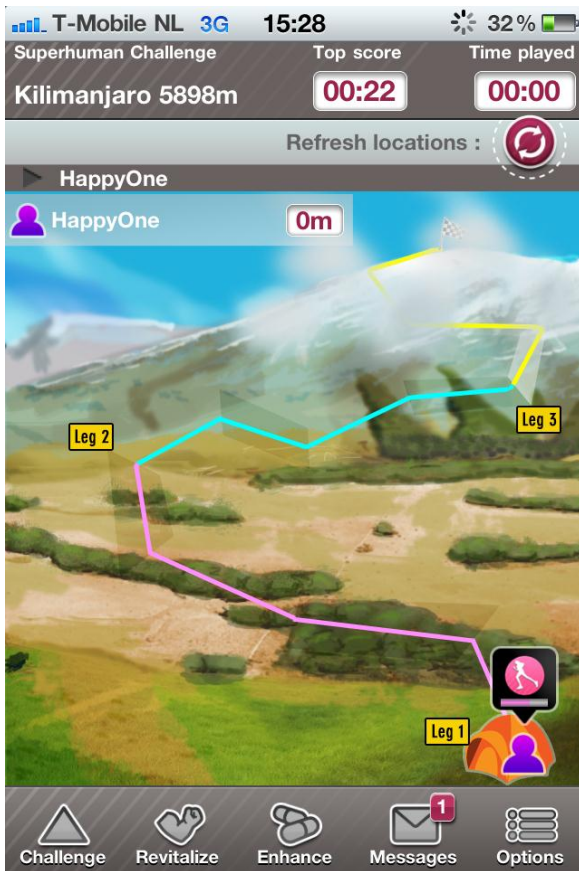 T-Mobile NL 3G 15:28 32%
Superhuman Challenge Top score Time played
Kilimanjaro 5898m 00:22 00:00
Refresh locations :
HappyOne
HappyOne 0m
Leg 3
Leg 2
Leg 1
1
Challenge Revitalize Enhance Messages Options